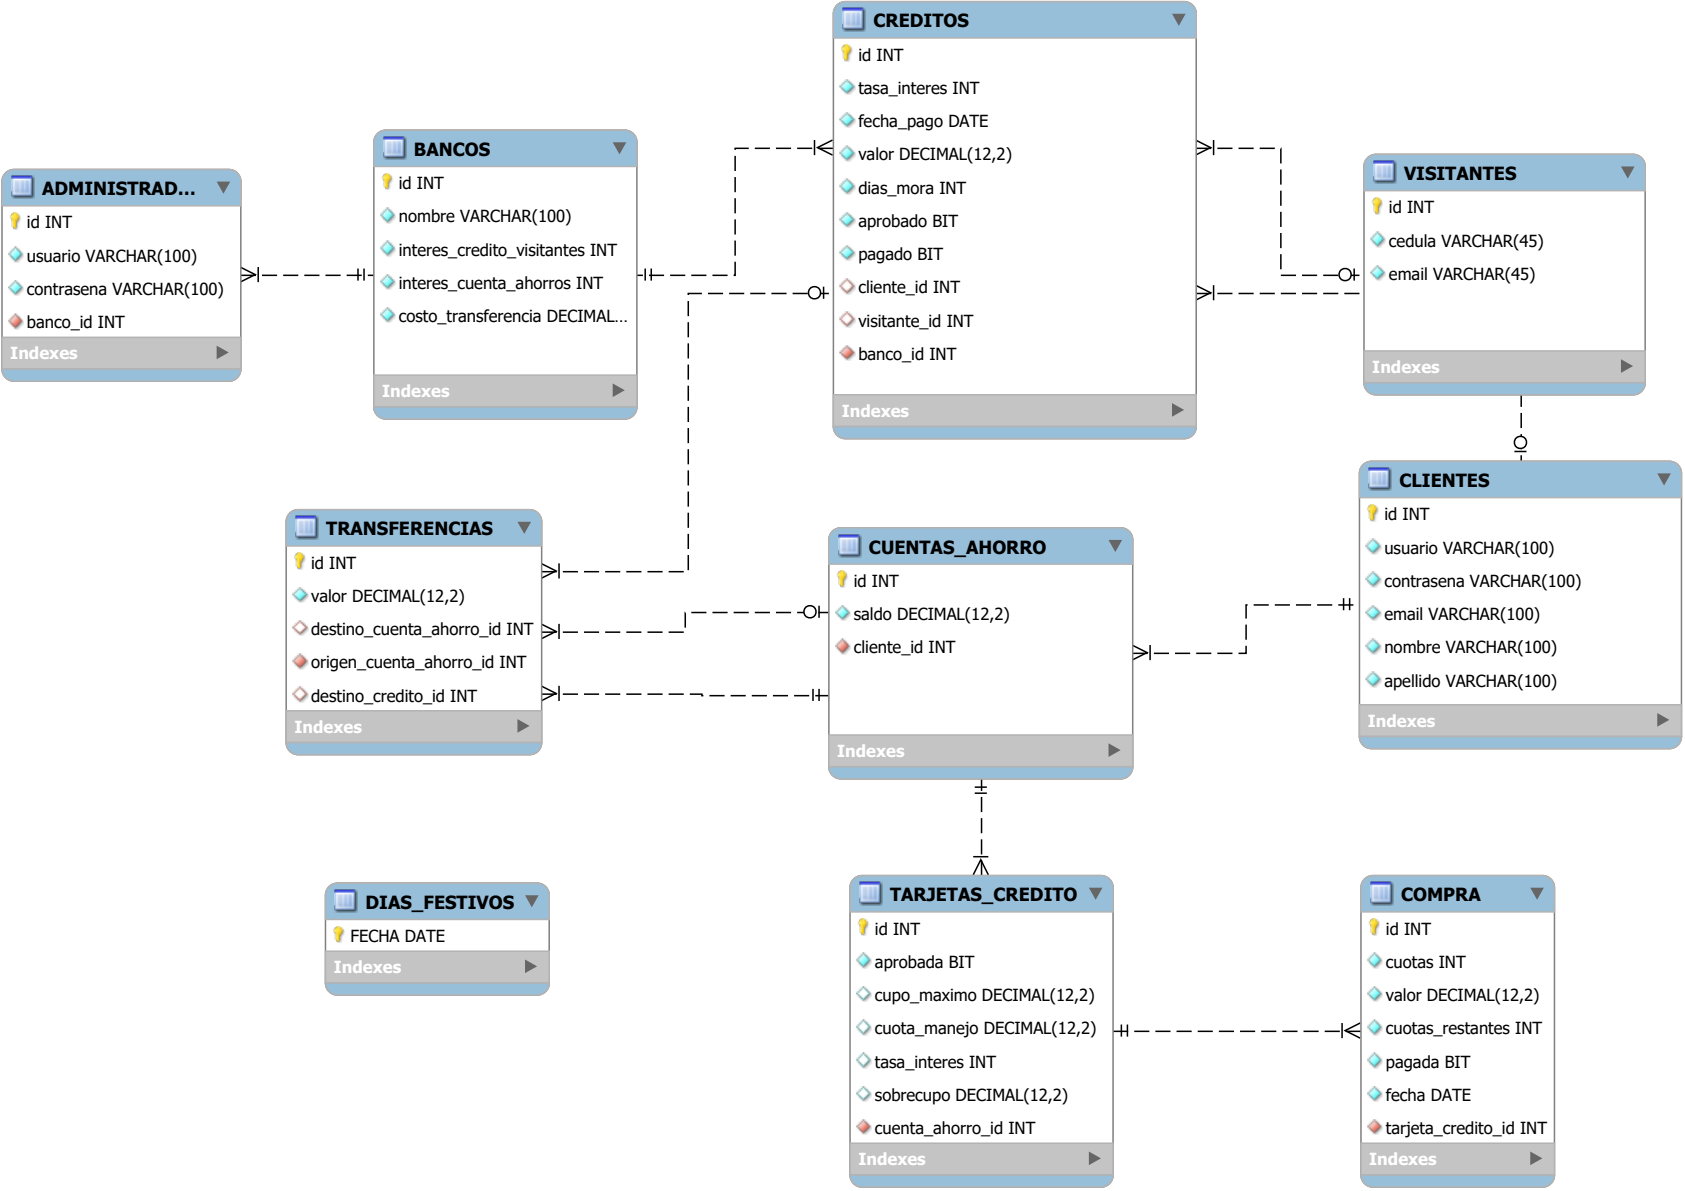 CREDITOS
id INT
tasa_interes INT
fecha_pago DATE
valor DECIMAL(12,2)
dias_mora INT
aprobado BIT
pagado BIT
cliente_id INT
visitante_id INT
banco_id INT
Indexes
BANCOS
id INT
nombre VARCHAR(100)
interes_credito_visitantes INT
interes_cuenta_ahorros INT
costo_transferencia DECIMAL...
Indexes
ADMINISTRAD...
id INT
usuario VARCHAR(100)
contrasena VARCHAR(100)
banco_id INT
Indexes
VISITANTES
id INT
cedula VARCHAR(45)
email VARCHAR(45)
Indexes
CLIENTES
id INT
usuario VARCHAR(100)
contrasena VARCHAR(100)
email VARCHAR(100)
nombre VARCHAR(100)
apellido VARCHAR(100)
Indexes
TRANSFERENCIAS
id INT
valor DECIMAL(12,2)
destino_cuenta_ahorro_id INT
origen_cuenta_ahorro_id INT
destino_credito_id INT
Indexes
CUENTAS_AHORRO
id INT
saldo DECIMAL(12,2)
cliente_id INT
Indexes
DIAS_FESTIVOS
FECHA DATE
Indexes
TARJETAS_CREDITO
id INT
aprobada BIT
cupo_maximo DECIMAL(12,2)
cuota_manejo DECIMAL(12,2)
tasa_interes INT
sobrecupo DECIMAL(12,2)
cuenta_ahorro_id INT
Indexes
COMPRA
id INT
cuotas INT
valor DECIMAL(12,2)
cuotas_restantes INT
pagada BIT
fecha DATE
tarjeta_credito_id INT
Indexes